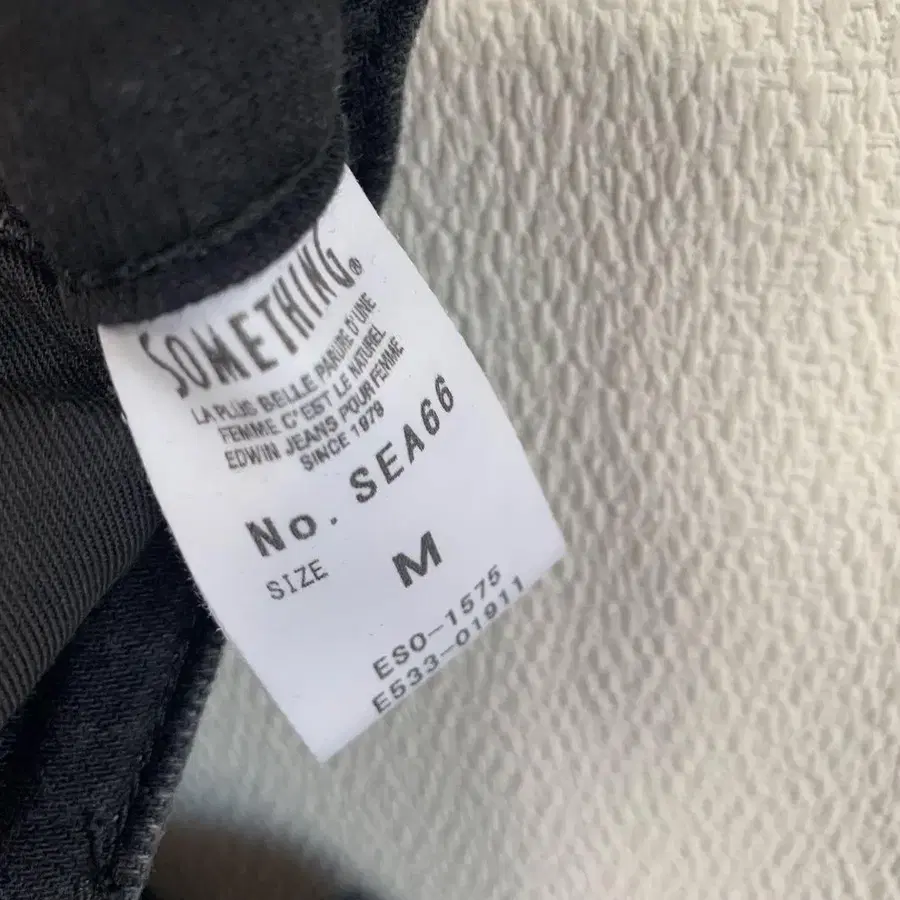 SOMETHING®
LA PLUS BELLE PARURE D'UNE
FEMME C'EST LE NATUREL
EDWIN JEANS POUR FEMME
SINCE 1979
No. SEA66
SIZE M
ESO-1575
E533-01911